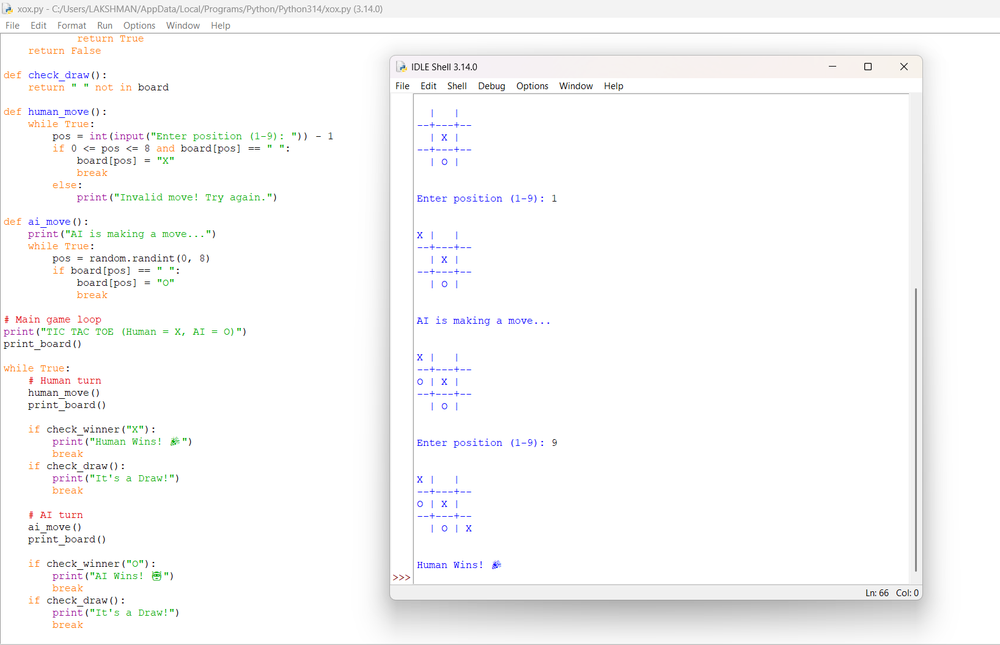 xox.py - C:/Users/LAKSHMAN/AppData/Local/Programs/Python/Python314/xox.py (3.14.0)
File Edit Format Run Options Window Help
            return True
    return False

def check_draw():
    return " " not in board

def human_move():
    while True:
        pos = int(input("Enter position (1-9): ")) - 1
        if 0 <= pos <= 8 and board[pos] == " ":
            board[pos] = "X"
            break
        else:
            print("Invalid move! Try again.")

def ai_move():
    print("AI is making a move...")
    while True:
        pos = random.randint(0, 8)
        if board[pos] == " ":
            board[pos] = "O"
            break

# Main game loop
print("TIC TAC TOE (Human = X, AI = O)")
print_board()

while True:
    # Human turn
    human_move()
    print_board()

    if check_winner("X"):
        print("Human Wins! 🎉")
        break
    if check_draw():
        print("It's a Draw!")
        break

    # AI turn
    ai_move()
    print_board()

    if check_winner("O"):
        print("AI Wins! 🤖")
        break
    if check_draw():
        print("It's a Draw!")
        break
IDLE Shell 3.14.0
File Edit Shell Debug Options Window Help
  |   |
--+---+--
  | X |
--+---+--
  | O |

Enter position (1-9): 1

X |   |
--+---+--
  | X |
--+---+--
  | O |

AI is making a move...

X |   |
--+---+--
O | X |
--+---+--
  | O |

Enter position (1-9): 9

X |   |
--+---+--
O | X |
--+---+--
  | O | X

Human Wins! 🎉
>>>
Ln: 66 Col: 0